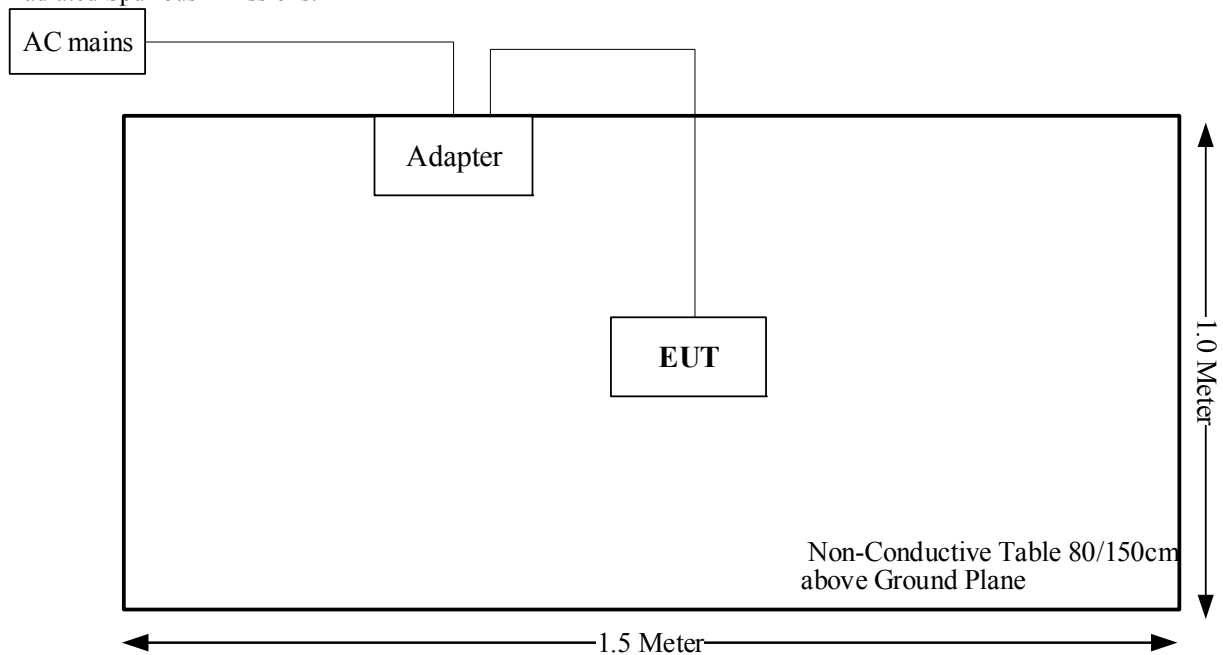 AC mains
Adapter
EUT
1.0 Meter
Non-Conductive Table 80/150cm
above Ground Plane
1.5 Meter